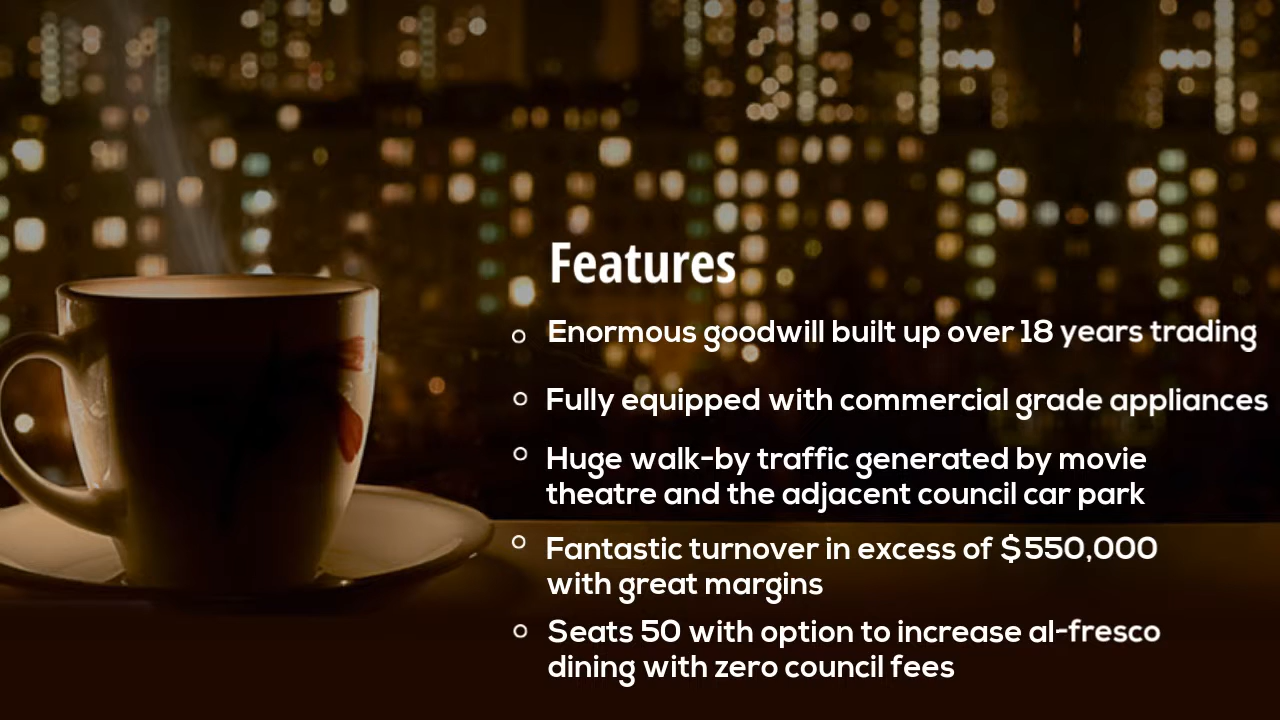 Features
Enormous goodwill built up over 18 years trading
Fully equipped with commercial grade appliances
Huge walk-by traffic generated by movie
theatre and the adjacent council car park
Fantastic turnover in excess of $550,000
with great margins
Seats 50 with option to increase al-fresco
dining with zero council fees